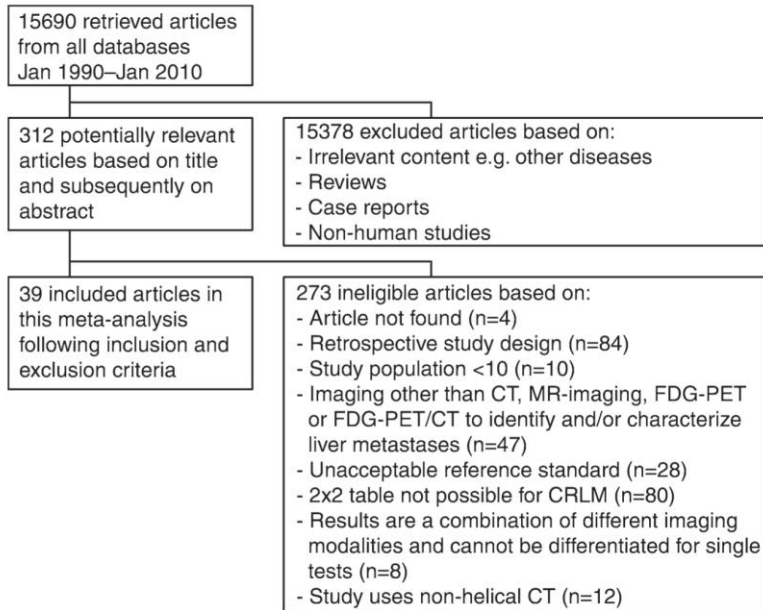 15690 retrieved articles
from all databases
Jan 1990–Jan 2010
312 potentially relevant
articles based on title
and subsequently on
abstract
15378 excluded articles based on:
- Irrelevant content e.g. other diseases
- Reviews
- Case reports
- Non-human studies
39 included articles in
this meta-analysis
following inclusion and
exclusion criteria
273 ineligible articles based on:
- Article not found (n=4)
- Retrospective study design (n=84)
- Study population <10 (n=10)
- Imaging other than CT, MR-imaging, FDG-PET
or FDG-PET/CT to identify and/or characterize
liver metastases (n=47)
- Unacceptable reference standard (n=28)
- 2x2 table not possible for CRLM (n=80)
- Results are a combination of different imaging
modalities and cannot be differentiated for single
tests (n=8)
- Study uses non-helical CT (n=12)